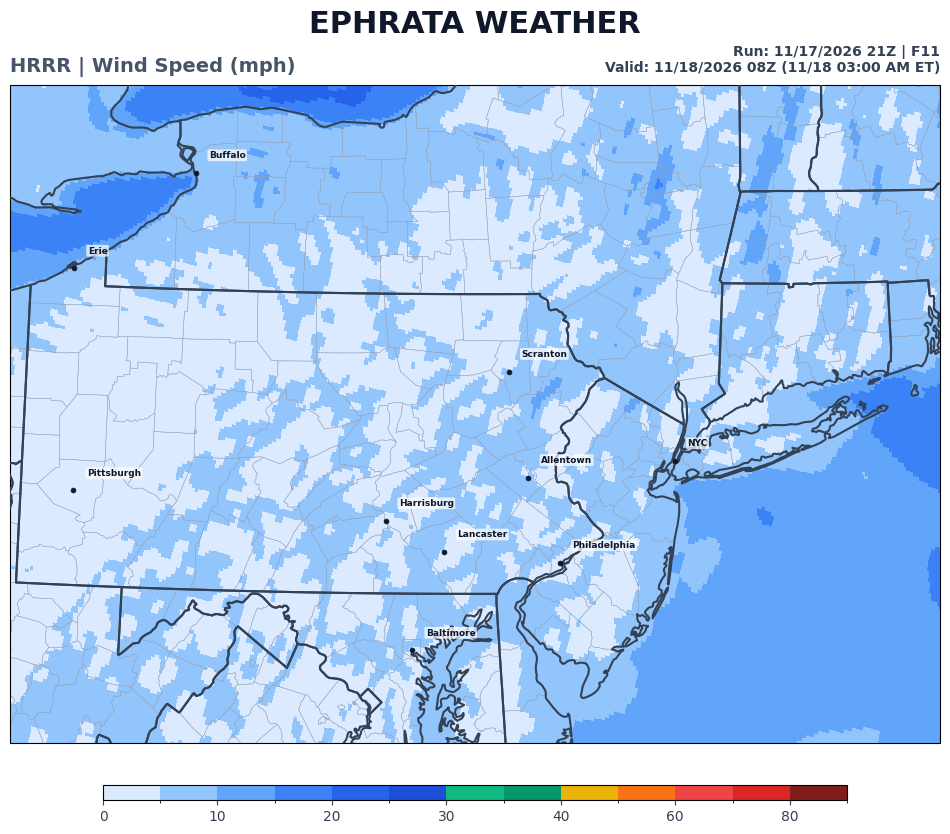 EPHRATA WEATHER
HRRR | Wind Speed (mph)
Run: 11/17/2026 21Z | F11
Valid: 11/18/2026 08Z (11/18 03:00 AM ET)
Buffalo
Erie
Scranton
NYC
Allentown
Pittsburgh
Harrisburg
Lancaster
Philadelphia
Baltimore
0 10 20 30 40 50 60 70 80